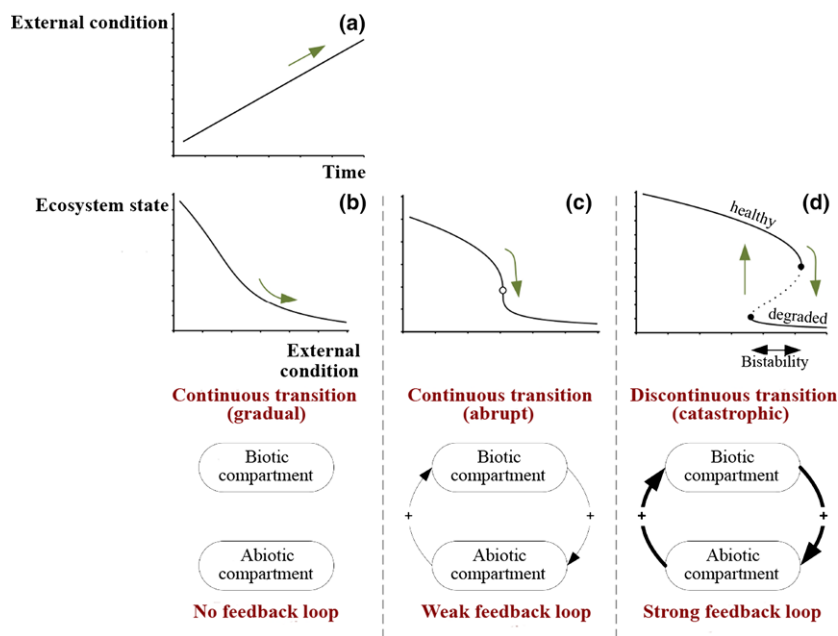 (a)
External condition
Time
Ecosystem state
(b)
External
condition
(c)
(d)
healthy
degraded
Bistability
Continuous transition
(gradual)
Continuous transition
(abrupt)
Discontinuous transition
(catastrophic)
Biotic
compartment
Biotic
compartment
Biotic
compartment
+
+
+
+
Abiotic
compartment
Abiotic
compartment
Abiotic
compartment
No feedback loop
Weak feedback loop
Strong feedback loop